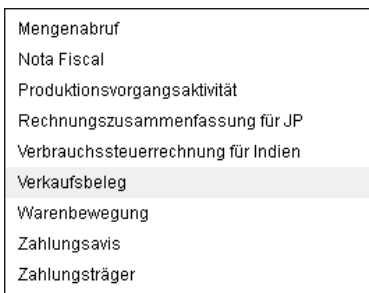 Mengenabruf
Nota Fiscal
Produktionsvorgangsaktivität
Rechnungszusammenfassung für JP
Verbrauchssteuerrechnung für Indien
Verkaufsbeleg
Warenbewegung
Zahlungsavis
Zahlungsträger